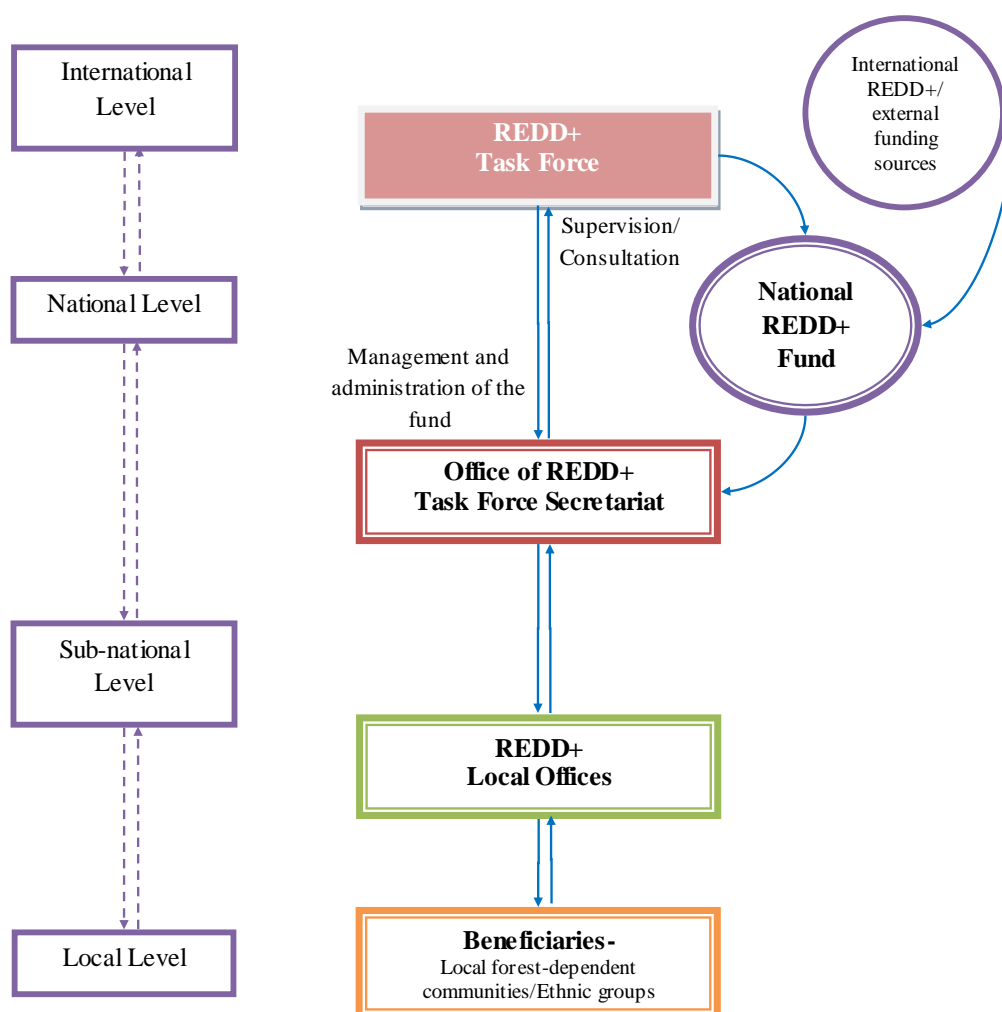 International
Level
International
REDD+/
external
funding
sources
REDD+
Task Force
Supervision/
Consultation
National Level
National
REDD+
Fund
Management and
administration of the
fund
Office of REDD+
Task Force Secretariat
Sub-national
Level
REDD+
Local Offices
Beneficiaries-
Local forest-dependent
communities/Ethnic groups
Local Level